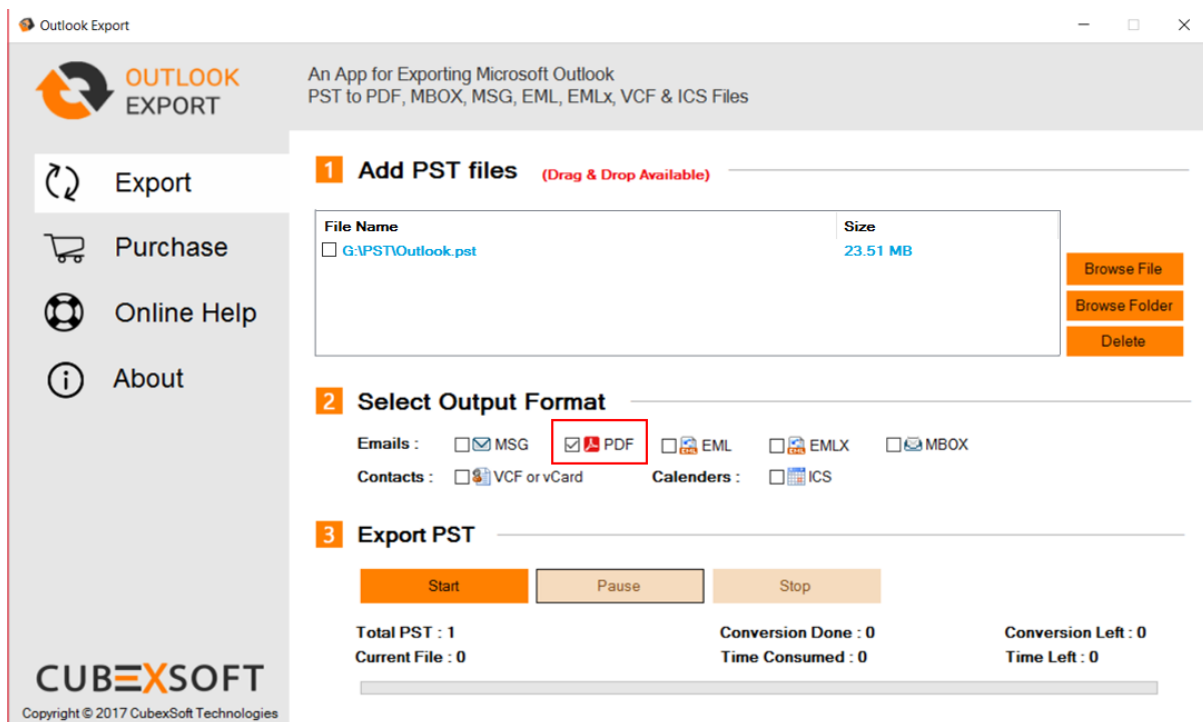 Outlook Export
OUTLOOK
EXPORT
An App for Exporting Microsoft Outlook
PST to PDF, MBOX, MSG, EML, EMLx, VCF & ICS Files
Export
Purchase
Online Help
About
1 Add PST files (Drag & Drop Available)
File Name Size
G:\PST\Outlook.pst 23.51 MB
Browse File
Browse Folder
Delete
2 Select Output Format
Emails : MSG PDF EML EMLX MBOX
Contacts : VCF or vCard Calenders : ICS
3 Export PST
Start Pause Stop
Total PST : 1 Conversion Done : 0 Conversion Left : 0
Current File : 0 Time Consumed : 0 Time Left : 0
CUBEXSOFT
Copyright © 2017 CubexSoft Technologies